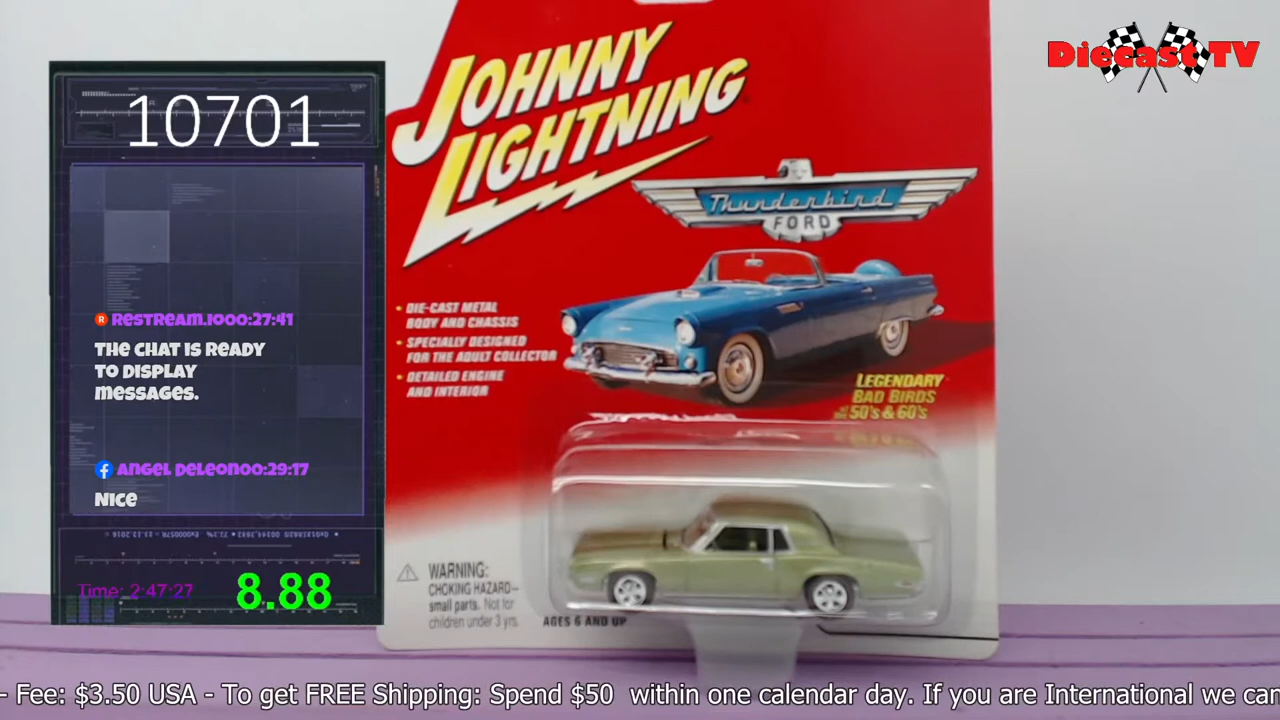 Diecast TV
10701
RESTREAM.IO00:27:41
THE CHAT IS READY
TO DISPLAY
MESSAGES.
ANGEL DELEON00:29:17
NICE
Time: 2:47:27
8.88
JOHNNY
LIGHTNING
Thunderbird
FORD
• DIE-CAST METAL
BODY AND CHASSIS
• SPECIALLY DESIGNED
FOR THE ADULT COLLECTOR
• DETAILED ENGINE
AND INTERIOR
LEGENDARY
BAD BIRDS
50's & 60's
WARNING:
CHOKING HAZARD—
small parts. Not for
children under 3 yrs.
AGES 6 AND UP
- Fee: $3.50 USA - To get FREE Shipping: Spend $50 within one calendar day. If you are International we can